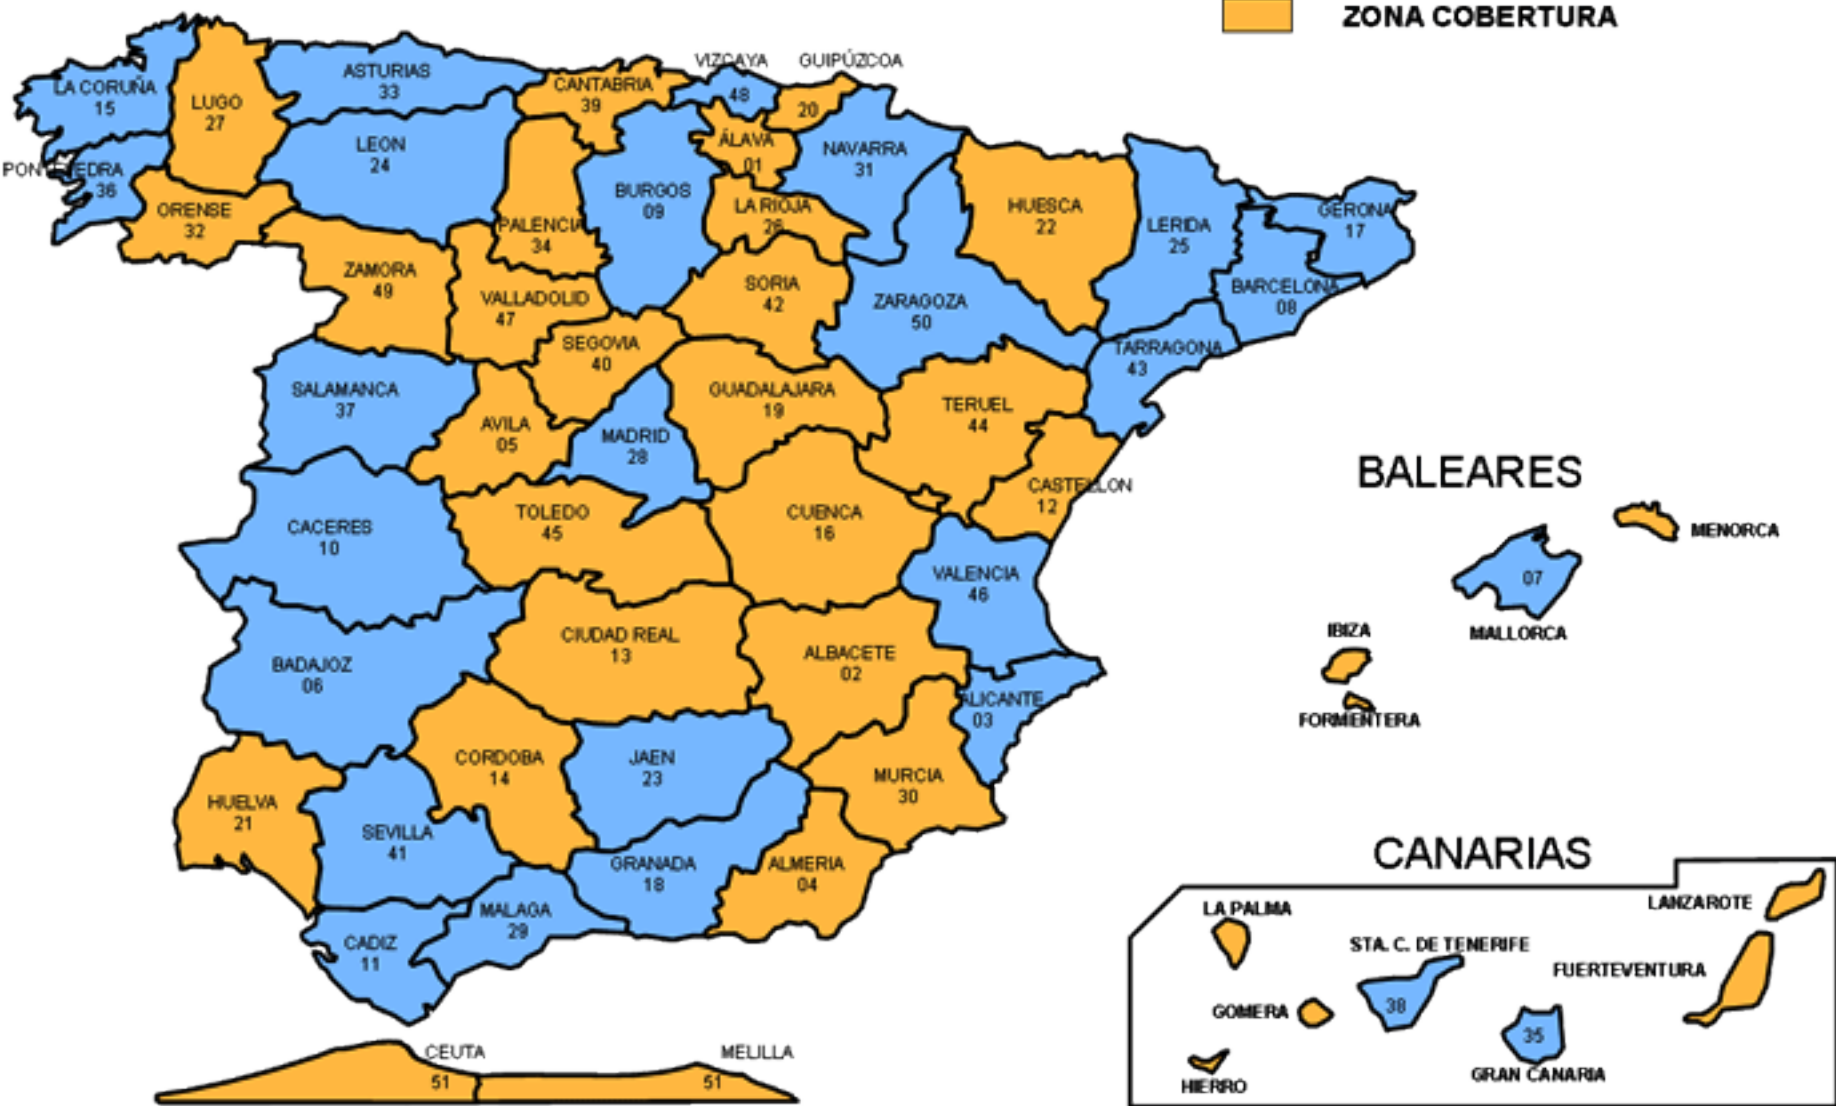 ZONA COBERTURA
LA CORUÑA
15
LUGO
27
ASTURIAS
33
CANTABRIA
39
VIZCAYA
48
GUIPÚZCOA
20
PONTEVEDRA
36
ORENSE
32
LEON
24
PALENCIA
34
BURGOS
09
ÁLAVA
01
LA RIOJA
26
NAVARRA
31
HUESCA
22
LERIDA
25
GERONA
17
BARCELONA
08
TARRAGONA
43
ZAMORA
49
VALLADOLID
47
SORIA
42
ZARAGOZA
50
SEGOVIA
40
SALAMANCA
37
AVILA
05
MADRID
28
GUADALAJARA
19
TERUEL
44
CASTELLON
12
CACERES
10
TOLEDO
45
CUENCA
16
VALENCIA
46
BADAJOZ
06
CIUDAD REAL
13
ALBACETE
02
ALICANTE
03
HUELVA
21
SEVILLA
41
CORDOBA
14
JAEN
23
MURCIA
30
GRANADA
18
ALMERIA
04
MALAGA
29
CADIZ
11
CEUTA
51
MELILLA
51
BALEARES
MENORCA
07
MALLORCA
IBIZA
FORMENTERA
CANARIAS
LA PALMA
LANZAROTE
STA. C. DE TENERIFE
38
FUERTEVENTURA
GOMERA
35
GRAN CANARIA
HIERRO